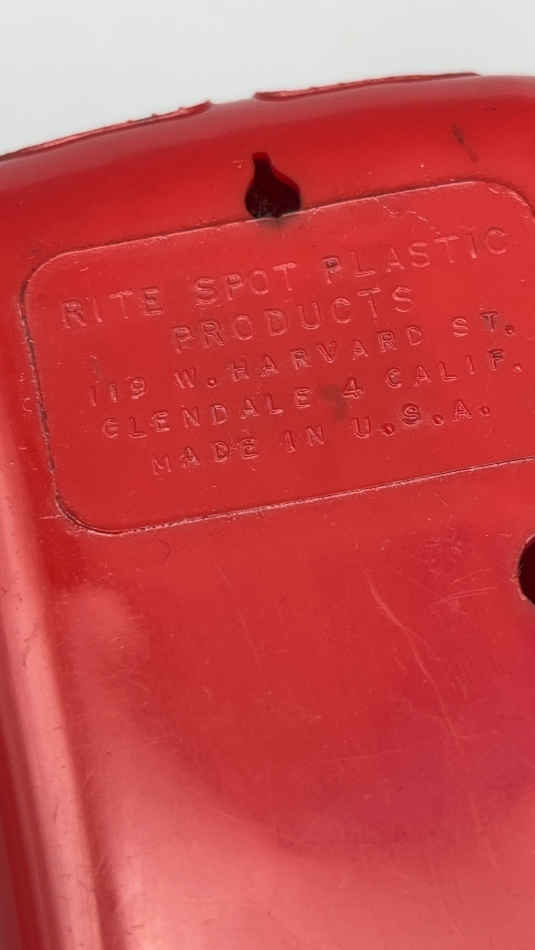 RITE SPOT PLASTIC
PRODUCTS
119 W. HARVARD ST.
GLENDALE 4 CALIF.
MADE IN U.S.A.